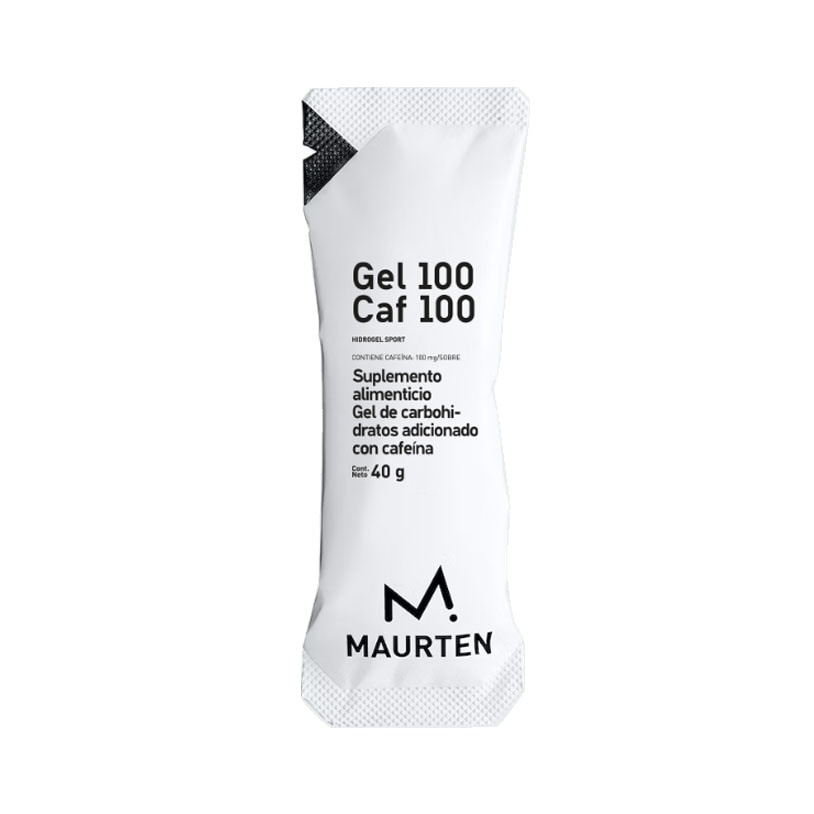 Gel 100
Caf 100
HIDROGEL SPORT
CONTIENE CAFEÍNA: 100 mg/SOBRE
Suplemento
alimenticio
Gel de carbohi-
dratos adicionado
con cafeína
Cont.
Neto 40 g
MAURTEN